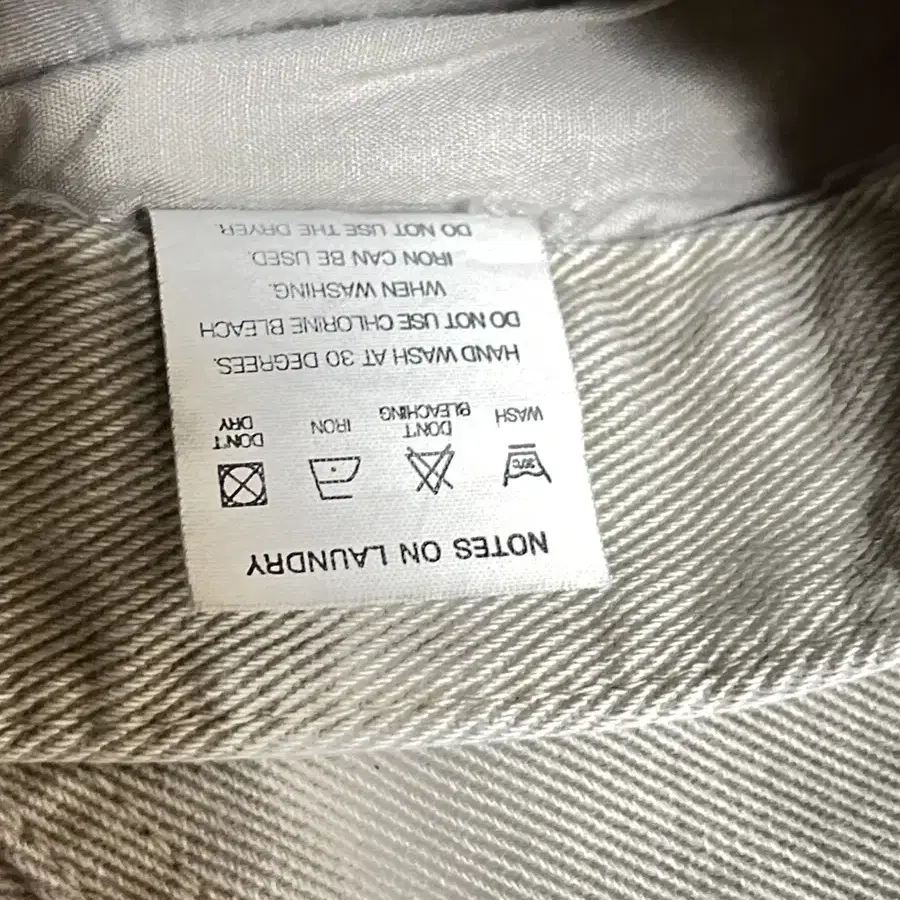 NOTES ON LAUNDRY
30°C
WASH
DON'T
BLEACHING
IRON
DON'T
DRY
HAND WASH AT 30 DEGREES.
DO NOT USE CHLORINE BLEACH
WHEN WASHING.
IRON CAN BE USED.
DO NOT USE THE DRYER.